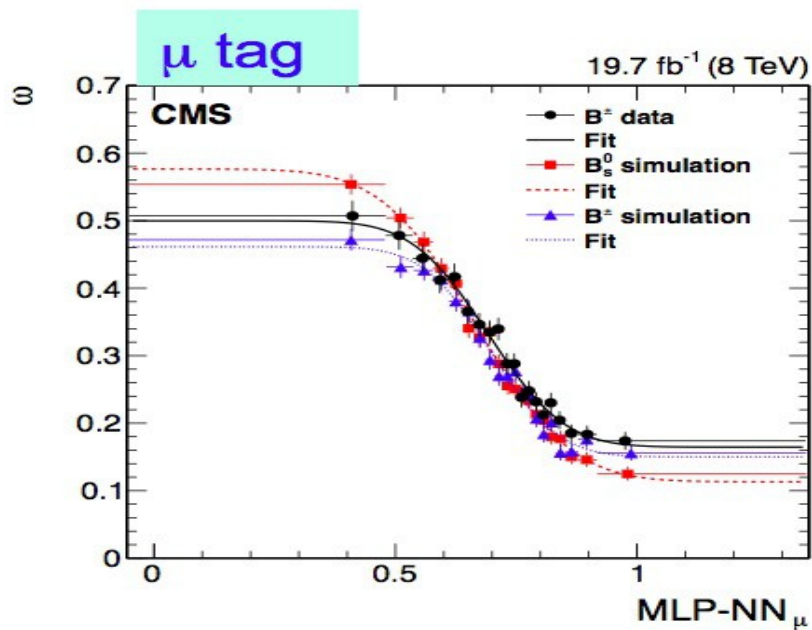 μ tag
19.7 fb⁻¹ (8 TeV)
ω
CMS
B± data
Fit
B⁰ₛ simulation
Fit
B± simulation
Fit
0.7
0.6
0.5
0.4
0.3
0.2
0.1
0
0 0.5 1
MLP-NN μ